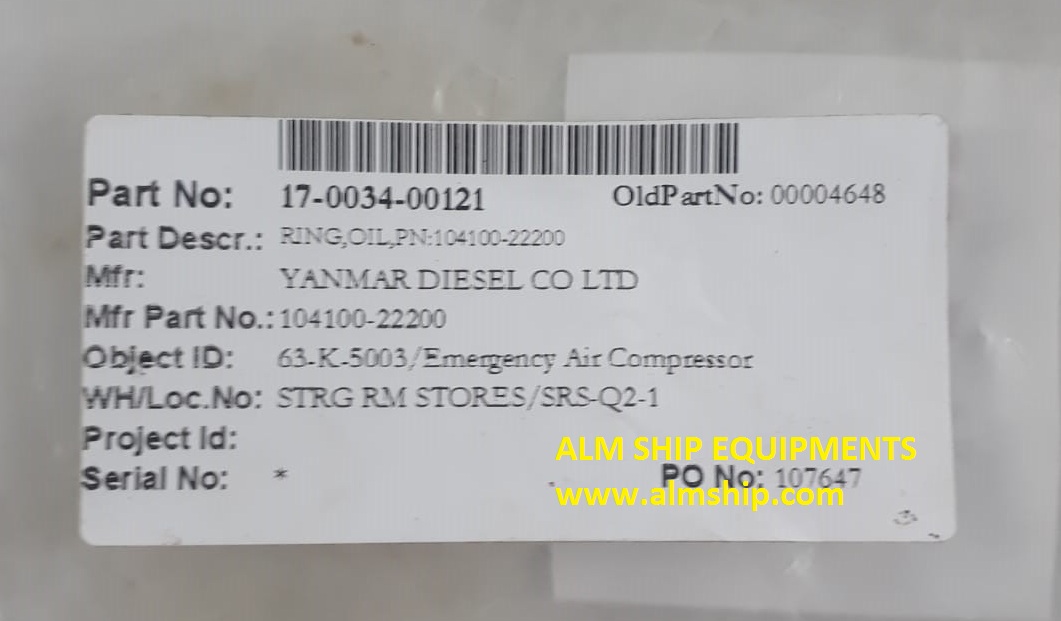 Part No: 17-0034-00121 OldPartNo: 00004648
Part Descr.: RING,OIL,PN:104100-22200
Mfr: YANMAR DIESEL CO LTD
Mfr Part No.: 104100-22200
Object ID: 63-K-5003/Emergency Air Compressor
WH/Loc.No: STRG RM STORES/SRS-Q2-1
Project Id:
ALM SHIP EQUIPMENTS
Serial No: * PO No: 107647
www.almship.com